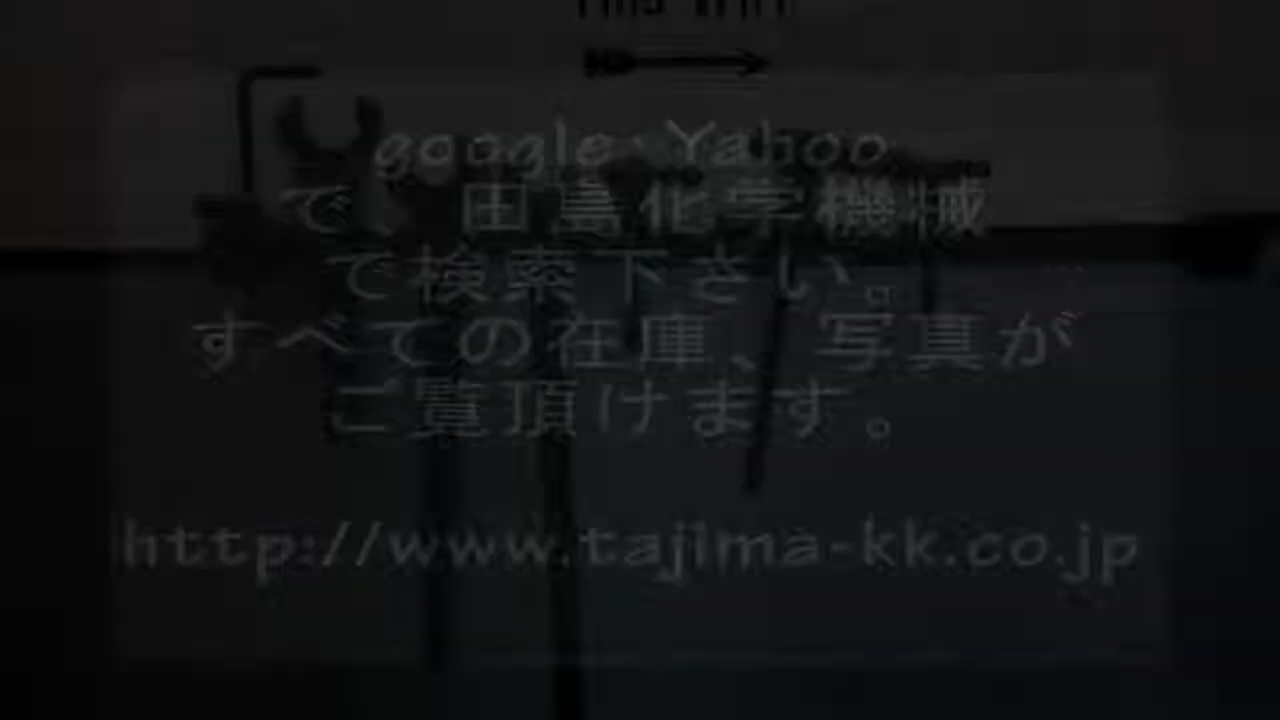 google・Yahoo
で、田島化学機械
で検索下さい。
すべての在庫、写真が
ご覧頂けます。
http://www.tajima-kk.co.jp